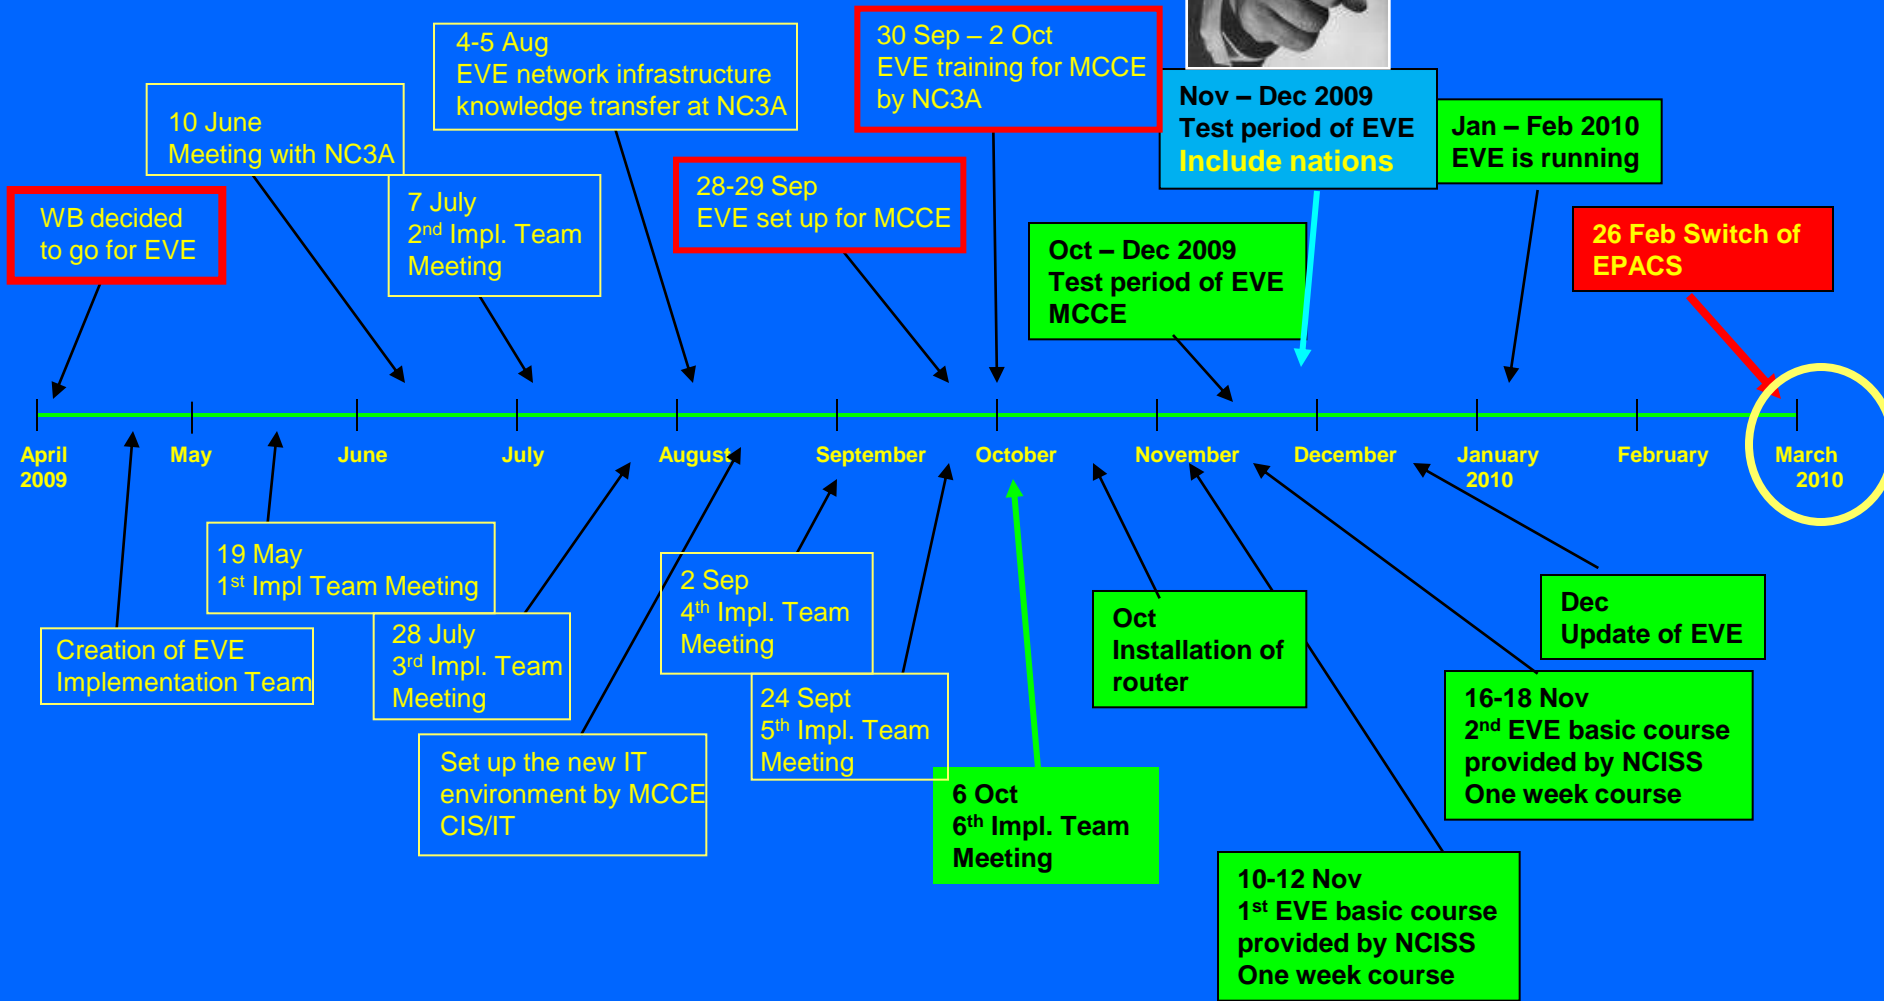 4-5 Aug
EVE network infrastructure
knowledge transfer at NC3A
30 Sep – 2 Oct
EVE training for MCCE
by NC3A
10 June
Meeting with NC3A
Nov – Dec 2009
Test period of EVE
Include nations
Jan – Feb 2010
EVE is running
WB decided
to go for EVE
7 July
2nd Impl. Team
Meeting
28-29 Sep
EVE set up for MCCE
Oct – Dec 2009
Test period of EVE
MCCE
26 Feb Switch of
EPACS
April
2009
May
June
July
August
September
October
November
December
January
2010
February
March
2010
19 May
1st Impl Team Meeting
Creation of EVE
Implementation Team
28 July
3rd Impl. Team
Meeting
Set up the new IT
environment by MCCE
CIS/IT
2 Sep
4th Impl. Team
Meeting
24 Sept
5th Impl. Team
Meeting
6 Oct
6th Impl. Team
Meeting
Oct
Installation of
router
Dec
Update of EVE
16-18 Nov
2nd EVE basic course
provided by NCISS
One week course
10-12 Nov
1st EVE basic course
provided by NCISS
One week course